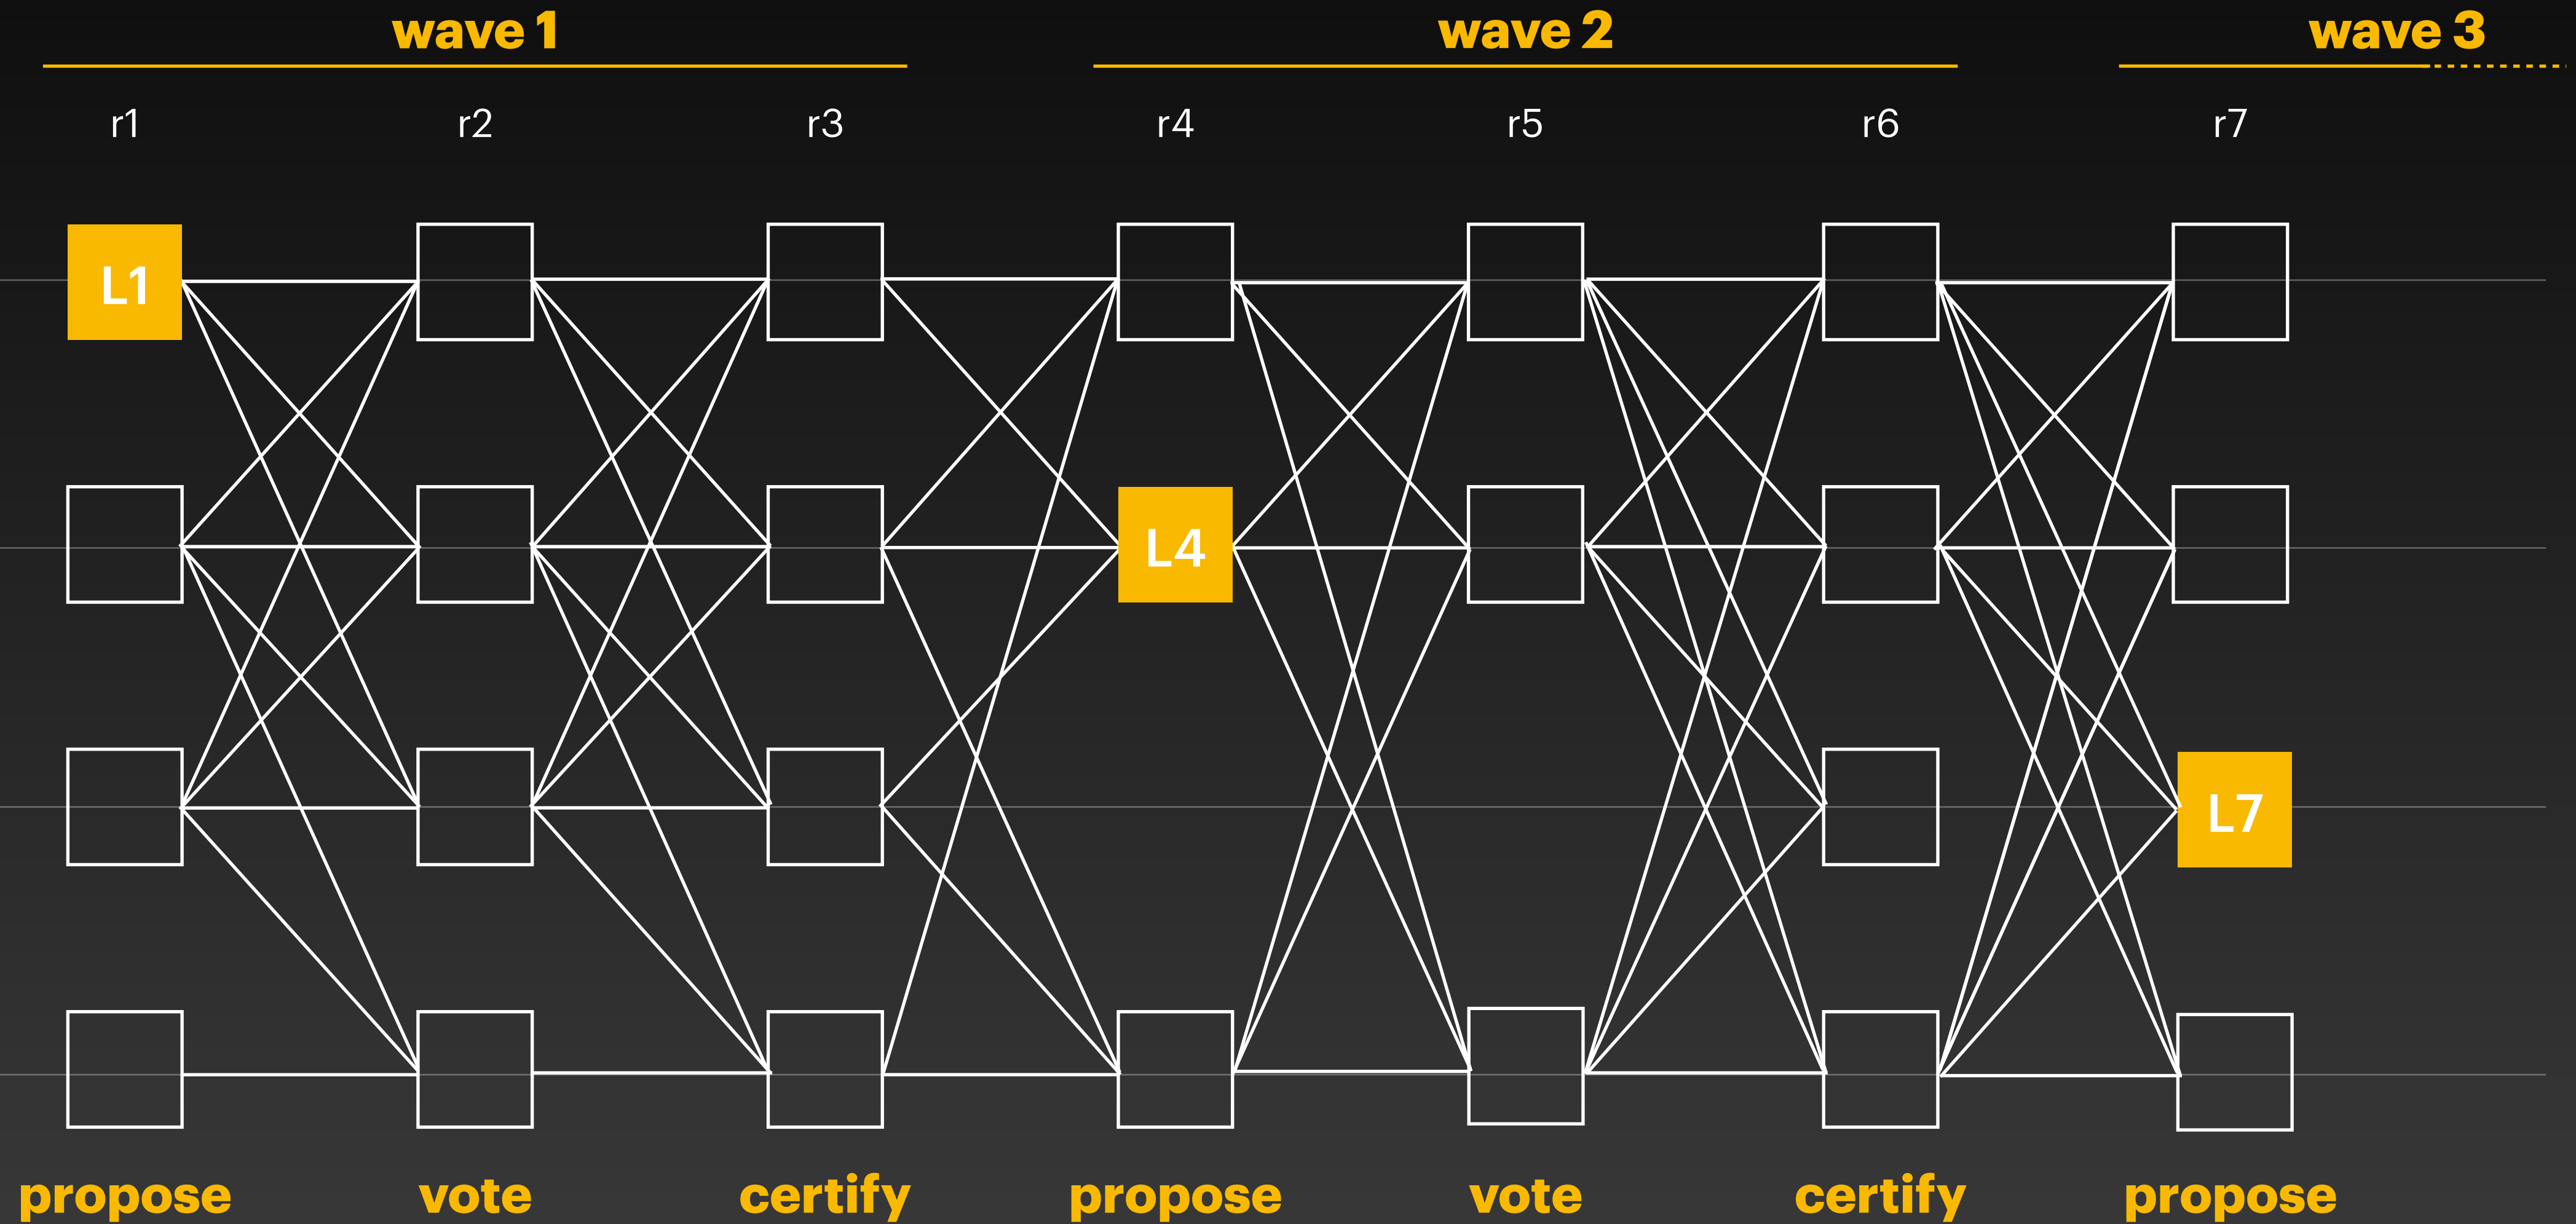 wave 1 wave 2 wave 3
r1 r2 r3 r4 r5 r6 r7
L1
L4
L7
propose vote certify propose vote certify propose